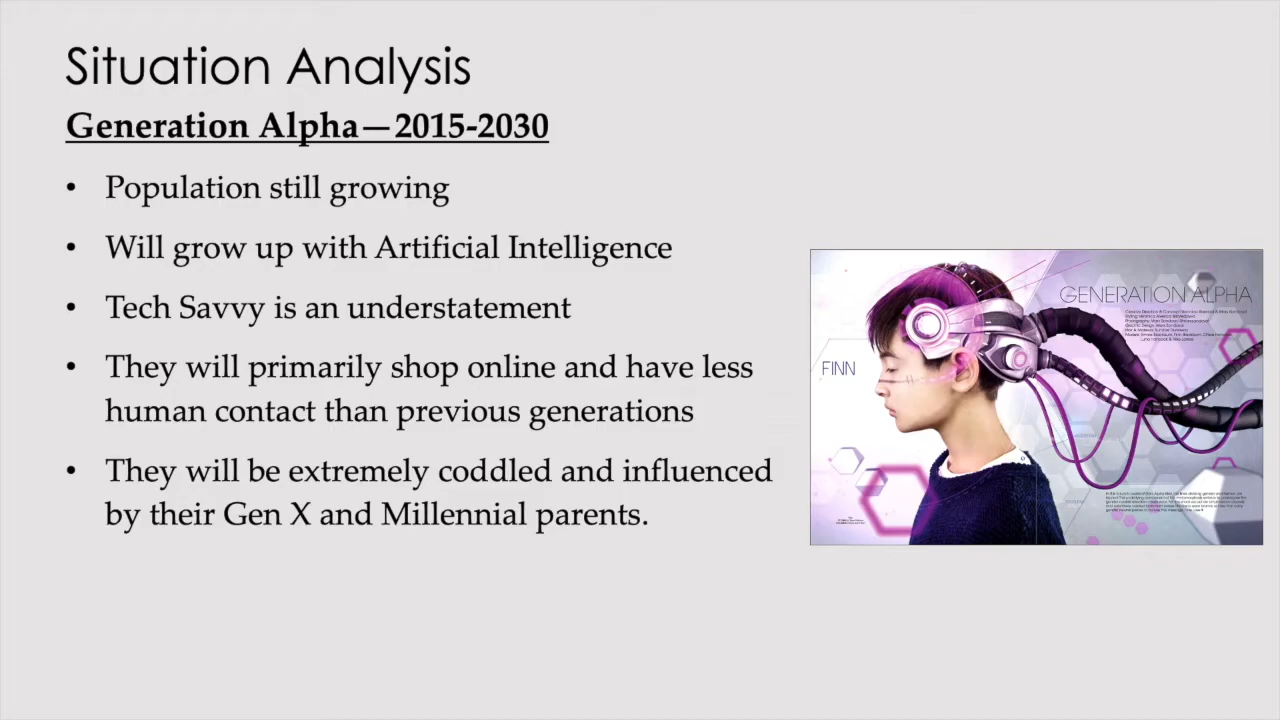 Situation Analysis
Generation Alpha—2015-2030
• Population still growing
• Will grow up with Artificial Intelligence
• Tech Savvy is an understatement
• They will primarily shop online and have less
human contact than previous generations
• They will be extremely coddled and influenced
by their Gen X and Millennial parents.
GENERATION ALPHA
FINN